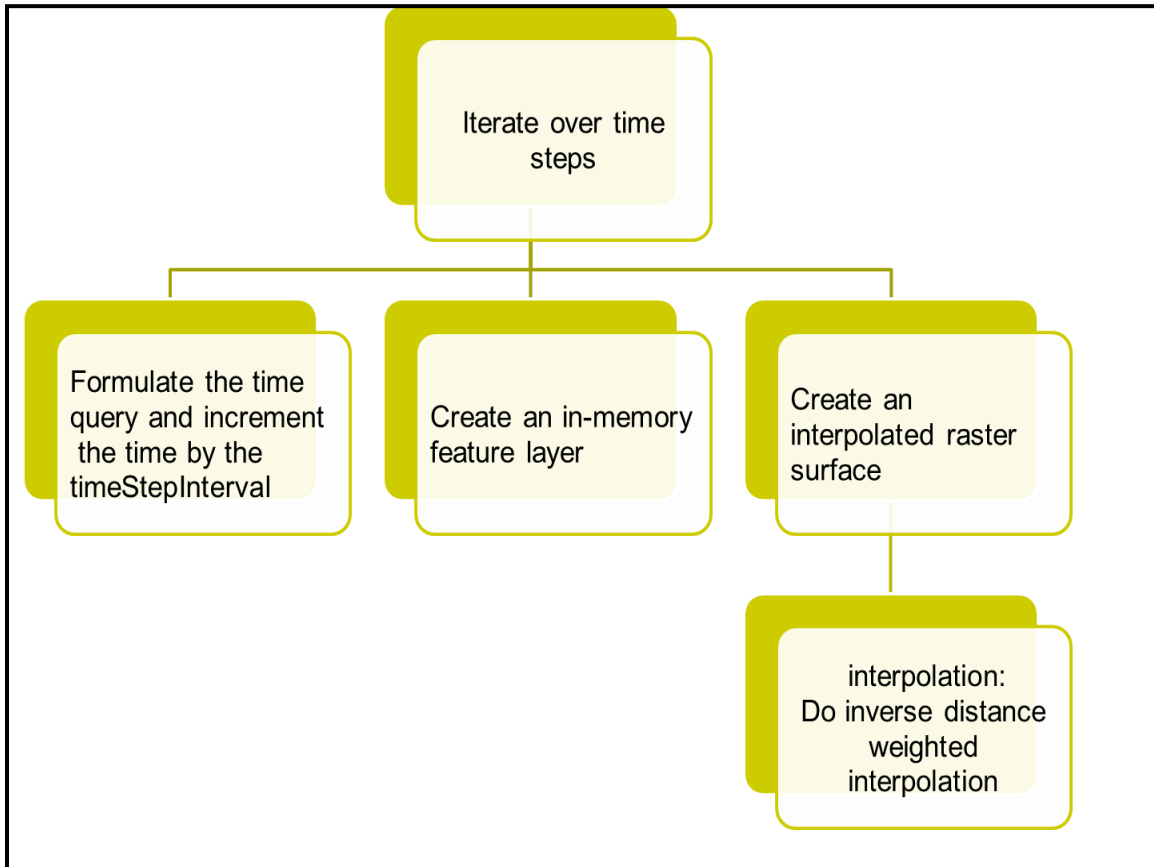 Iterate over time
steps
Formulate the time
query and increment
the time by the
timeStepInterval
Create an in-memory
feature layer
Create an
interpolated raster
surface
interpolation:
Do inverse distance
weighted
interpolation